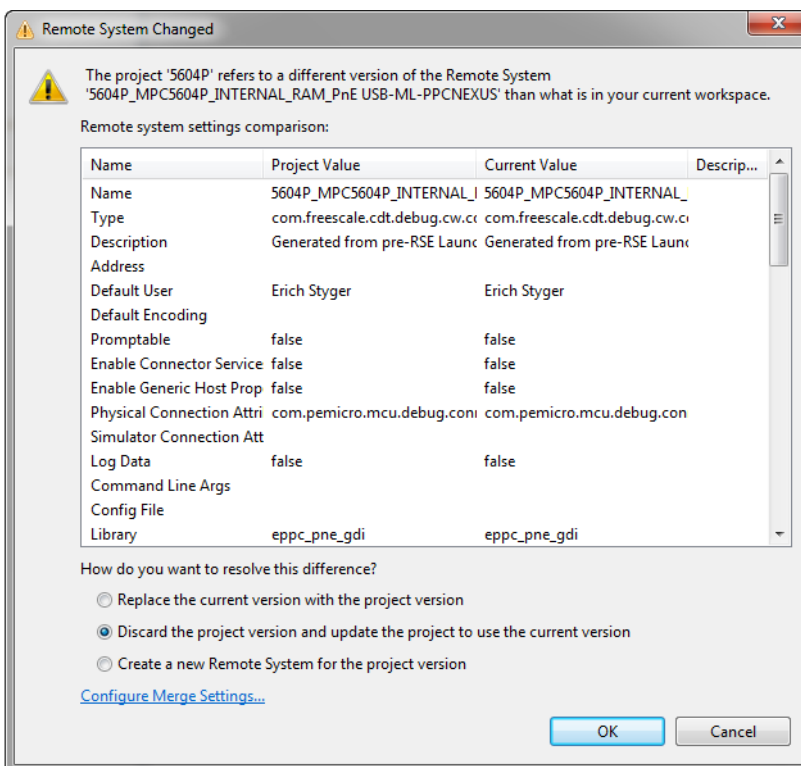 Remote System Changed
The project '5604P' refers to a different version of the Remote System
'5604P_MPC5604P_INTERNAL_RAM_PnE USB-ML-PPCNEXUS' than what is in your current workspace.
Remote system settings comparison:
Name Project Value Current Value Descrip...
Name 5604P_MPC5604P_INTERNAL_ 5604P_MPC5604P_INTERNAL_
Type com.freescale.cdt.debug.cw.co com.freescale.cdt.debug.cw.co
Description Generated from pre-RSE Launc Generated from pre-RSE Launc
Address
Default User Erich Styger Erich Styger
Default Encoding
Promptable false false
Enable Connector Service false false
Enable Generic Host Prop false false
Physical Connection Attri com.pemicro.mcu.debug.conn com.pemicro.mcu.debug.con
Simulator Connection Att
Log Data false false
Command Line Args
Config File
Library eppc_pne_gdi eppc_pne_gdi
How do you want to resolve this difference?
Replace the current version with the project version
Discard the project version and update the project to use the current version
Create a new Remote System for the project version
Configure Merge Settings...
OK Cancel